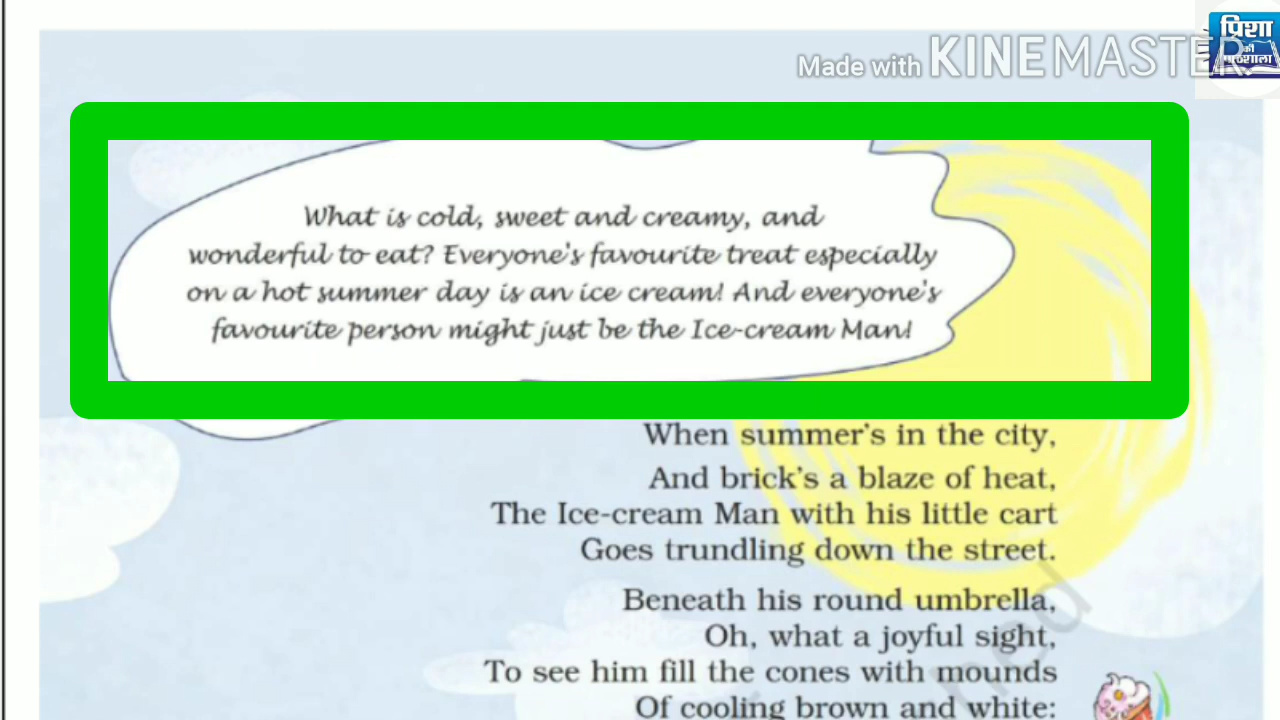 Made with KINEMASTER
प्रिशा
की
पाठशाला
What is cold, sweet and creamy, and
wonderful to eat? Everyone's favourite treat especially
on a hot summer day is an ice cream! And everyone's
favourite person might just be the Ice-cream Man!
When summer's in the city,
And brick's a blaze of heat,
The Ice-cream Man with his little cart
Goes trundling down the street.
Beneath his round umbrella,
Oh, what a joyful sight,
To see him fill the cones with mounds
Of cooling brown and white: